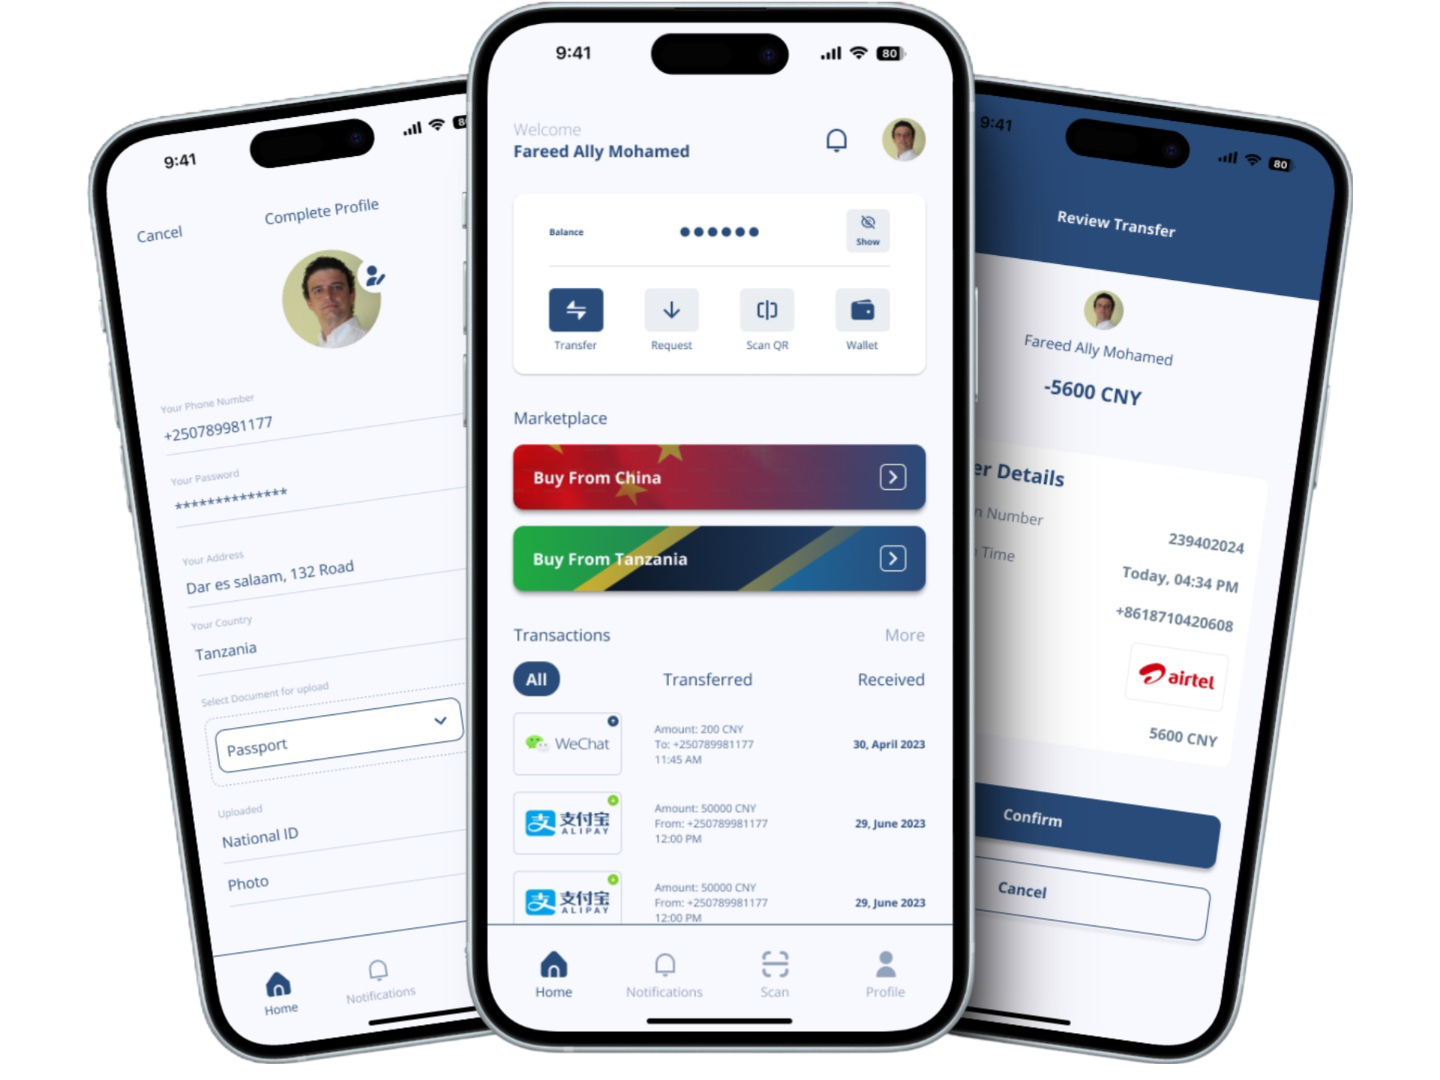 9:41
Cancel
Complete Profile
Your Phone Number
+250789981177
Your Password
**************
Your Address
Dar es salaam, 132 Road
Your Country
Tanzania
Select Document for upload
Passport
Uploaded
National ID
Photo
Home
Notifications
9:41
80
Welcome
Fareed Ally Mohamed
Balance
Show
Transfer
Request
Scan QR
Wallet
Marketplace
Buy From China
Buy From Tanzania
Transactions
More
All
Transferred
Received
WeChat
Amount: 200 CNY
To: +250789981177
11:45 AM
30, April 2023
支付宝
ALIPAY
Amount: 50000 CNY
From: +250789981177
12:00 PM
29, June 2023
支付宝
ALIPAY
Amount: 50000 CNY
From: +250789981177
12:00 PM
29, June 2023
Home
Notifications
Scan
Profile
9:41
80
Review Transfer
Fareed Ally Mohamed
-5600 CNY
er Details
n Number
239402024
Time
Today, 04:34 PM
+8618710420608
airtel
5600 CNY
Confirm
Cancel